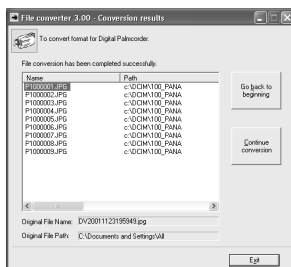 File converter 3.00 - Conversion results
To convert format for Digital Palmcorder.
File conversion has been completed successfully.
Name Path
P1000001.JPG c:\DCIM\100_PANA
P1000002.JPG c:\DCIM\100_PANA
P1000003.JPG c:\DCIM\100_PANA
P1000004.JPG c:\DCIM\100_PANA
P1000005.JPG c:\DCIM\100_PANA
P1000006.JPG c:\DCIM\100_PANA
P1000007.JPG c:\DCIM\100_PANA
P1000008.JPG c:\DCIM\100_PANA
P1000009.JPG c:\DCIM\100_PANA
Go back to
beginning
Continue
conversion
Original File Name: DV20011123195949.jpg
Original File Path: C:\Documents and Settings\All
Exit